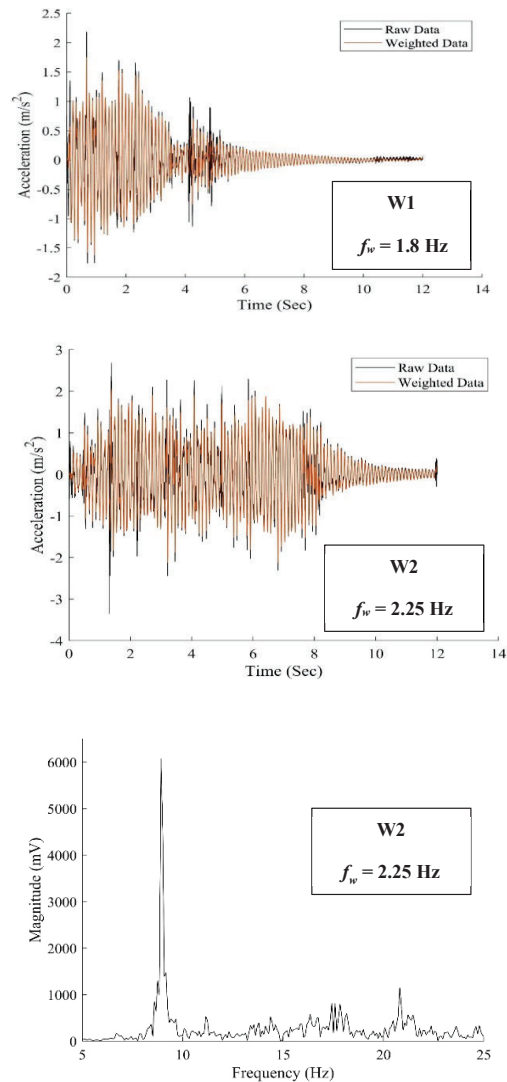 2.5
Raw Data
2
Weighted Data
1.5
1
0.5
0
-0.5
-1
-1.5
-2
Acceleration (m/s²)
W1
f_w = 1.8 Hz
0 2 4 6 8 10 12 14
Time (Sec)
3
Raw Data
Weighted Data
2
1
0
-1
-2
-3
-4
Acceleration (m/s²)
W2
f_w = 2.25 Hz
0 2 4 6 8 10 12 14
Time (Sec)
6000
5000
4000
3000
2000
1000
0
Magnitude (mV)
W2
f_w = 2.25 Hz
5 10 15 20 25
Frequency (Hz)